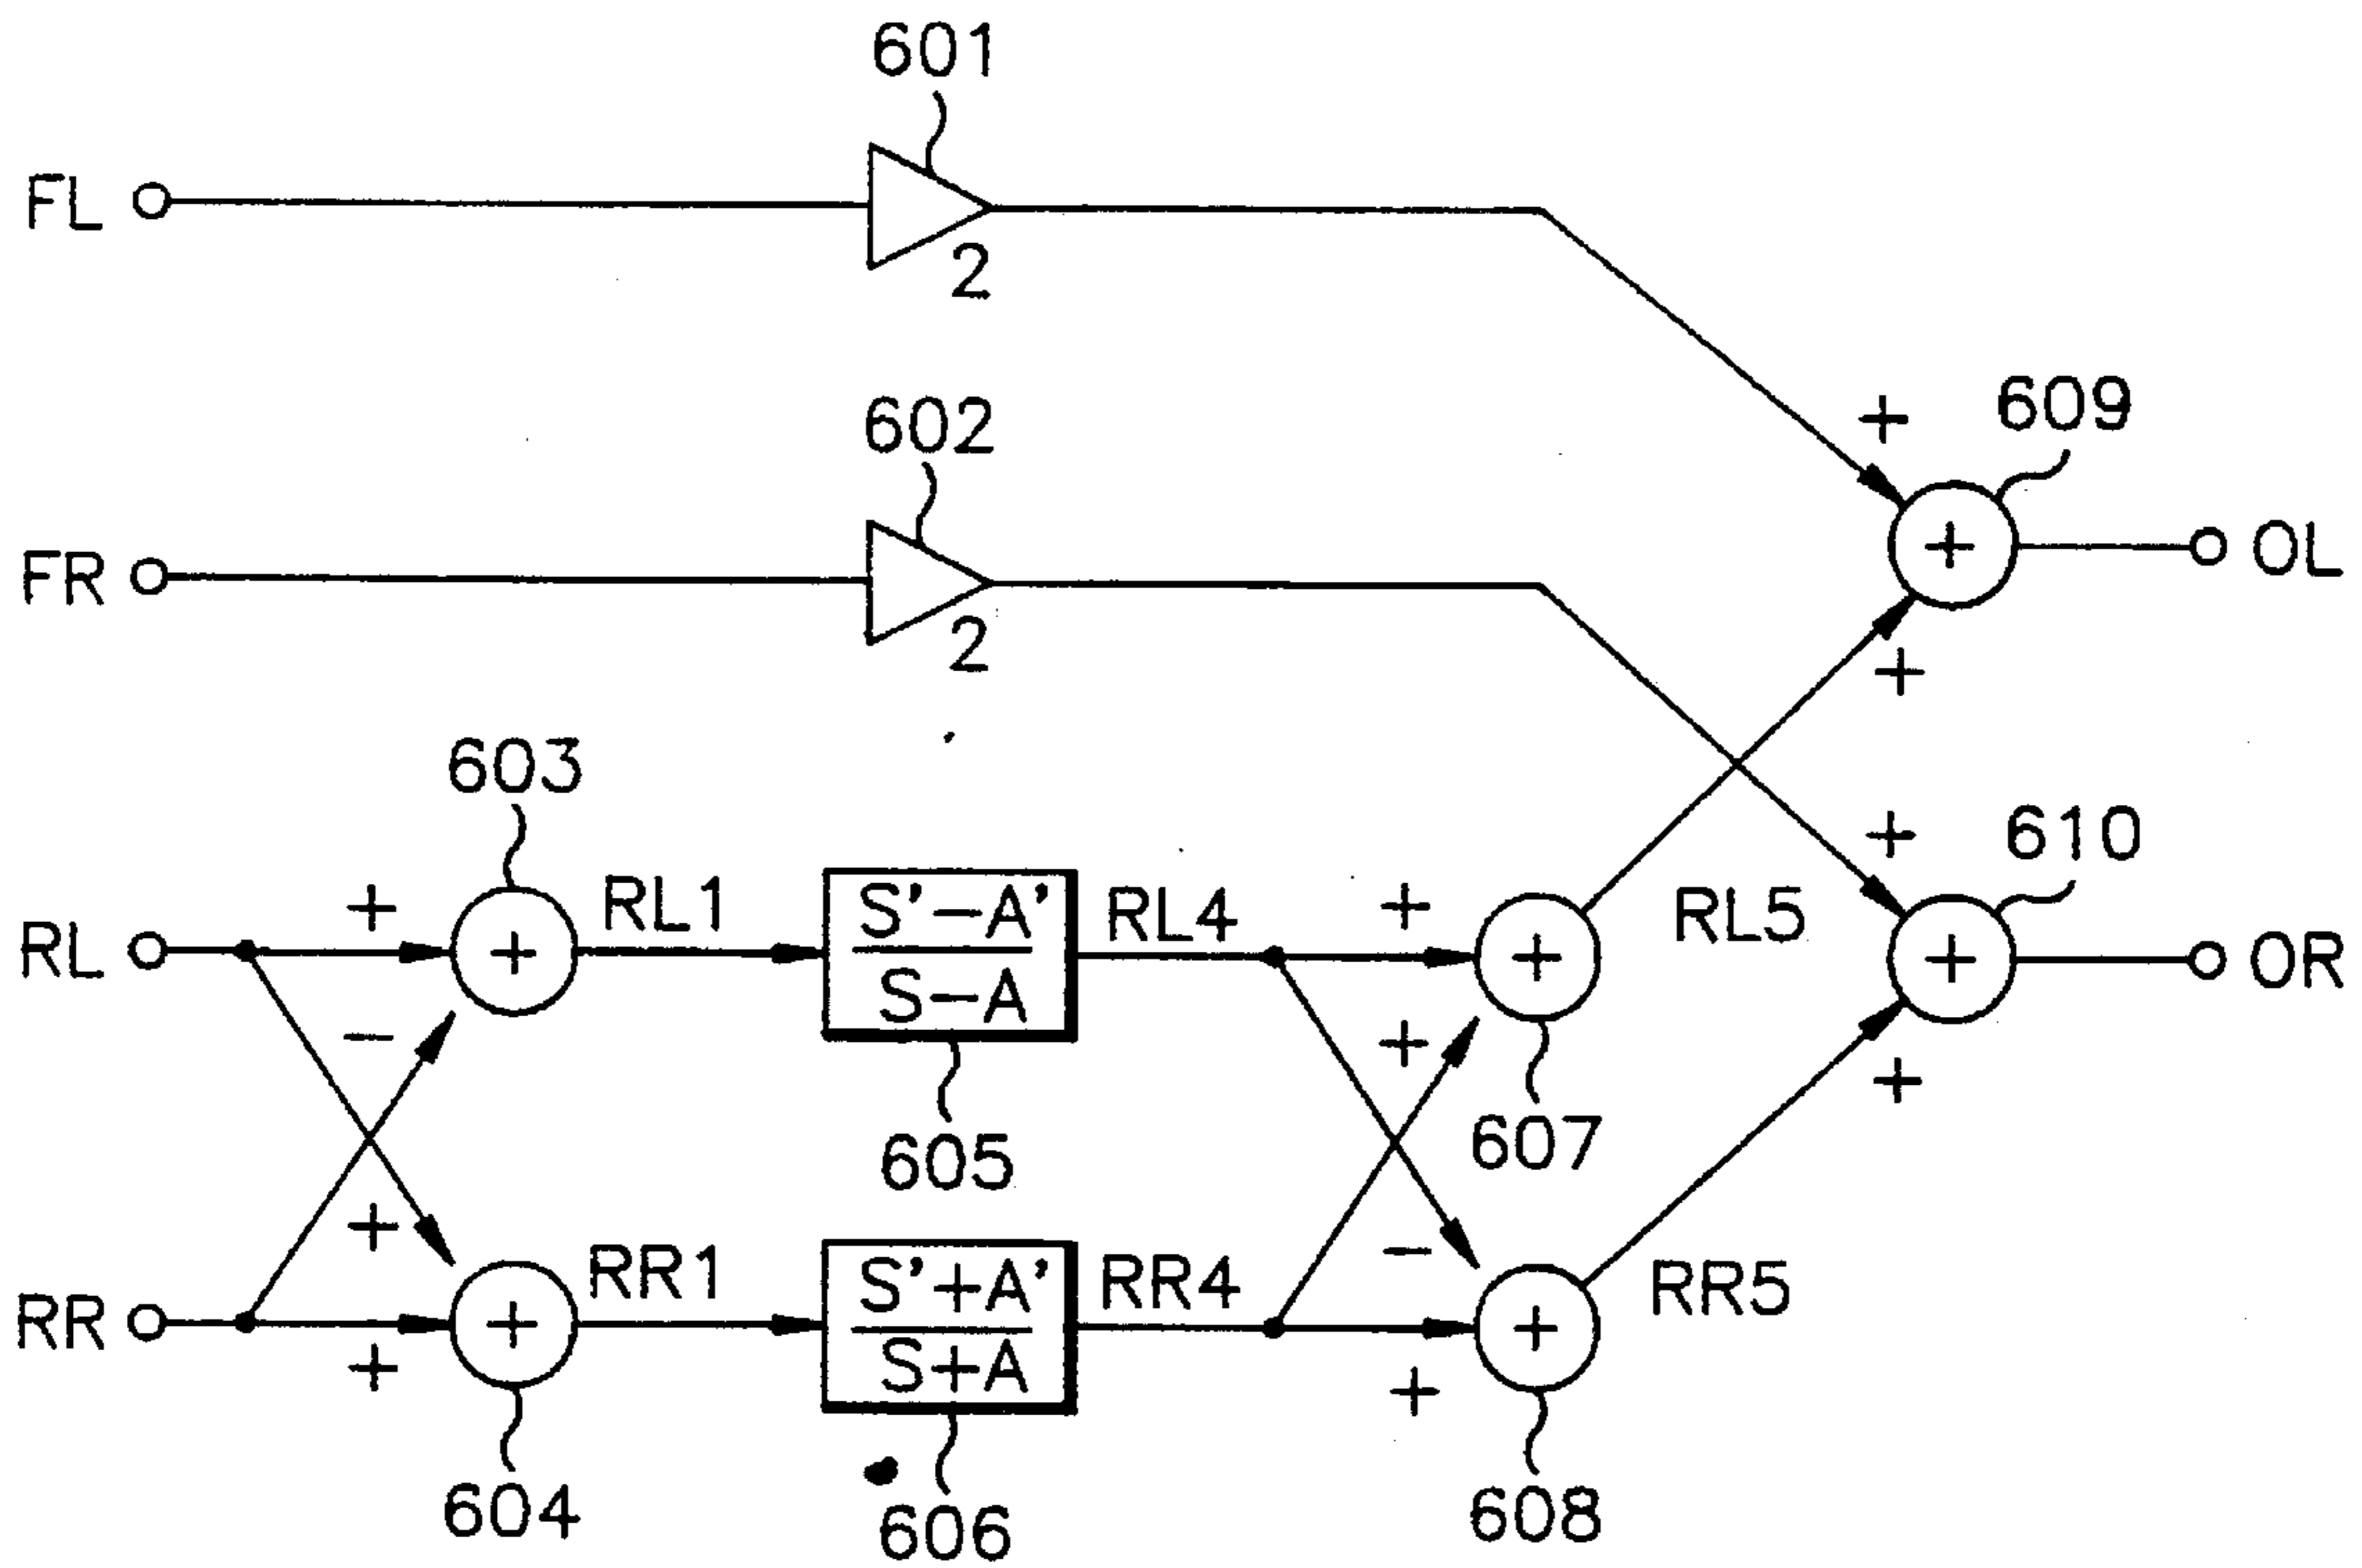 601
FL
2
602
+
609
FR
+
OL
2
+
603
+
610
RL
+
+
RL1
S'−A'
S−A
RL4
+
+
RL5
+
OR
−
+
+
605
607
+
RR
+
+
RR1
S'+A'
S+A
RR4
−
+
+
RR5
604
606
608